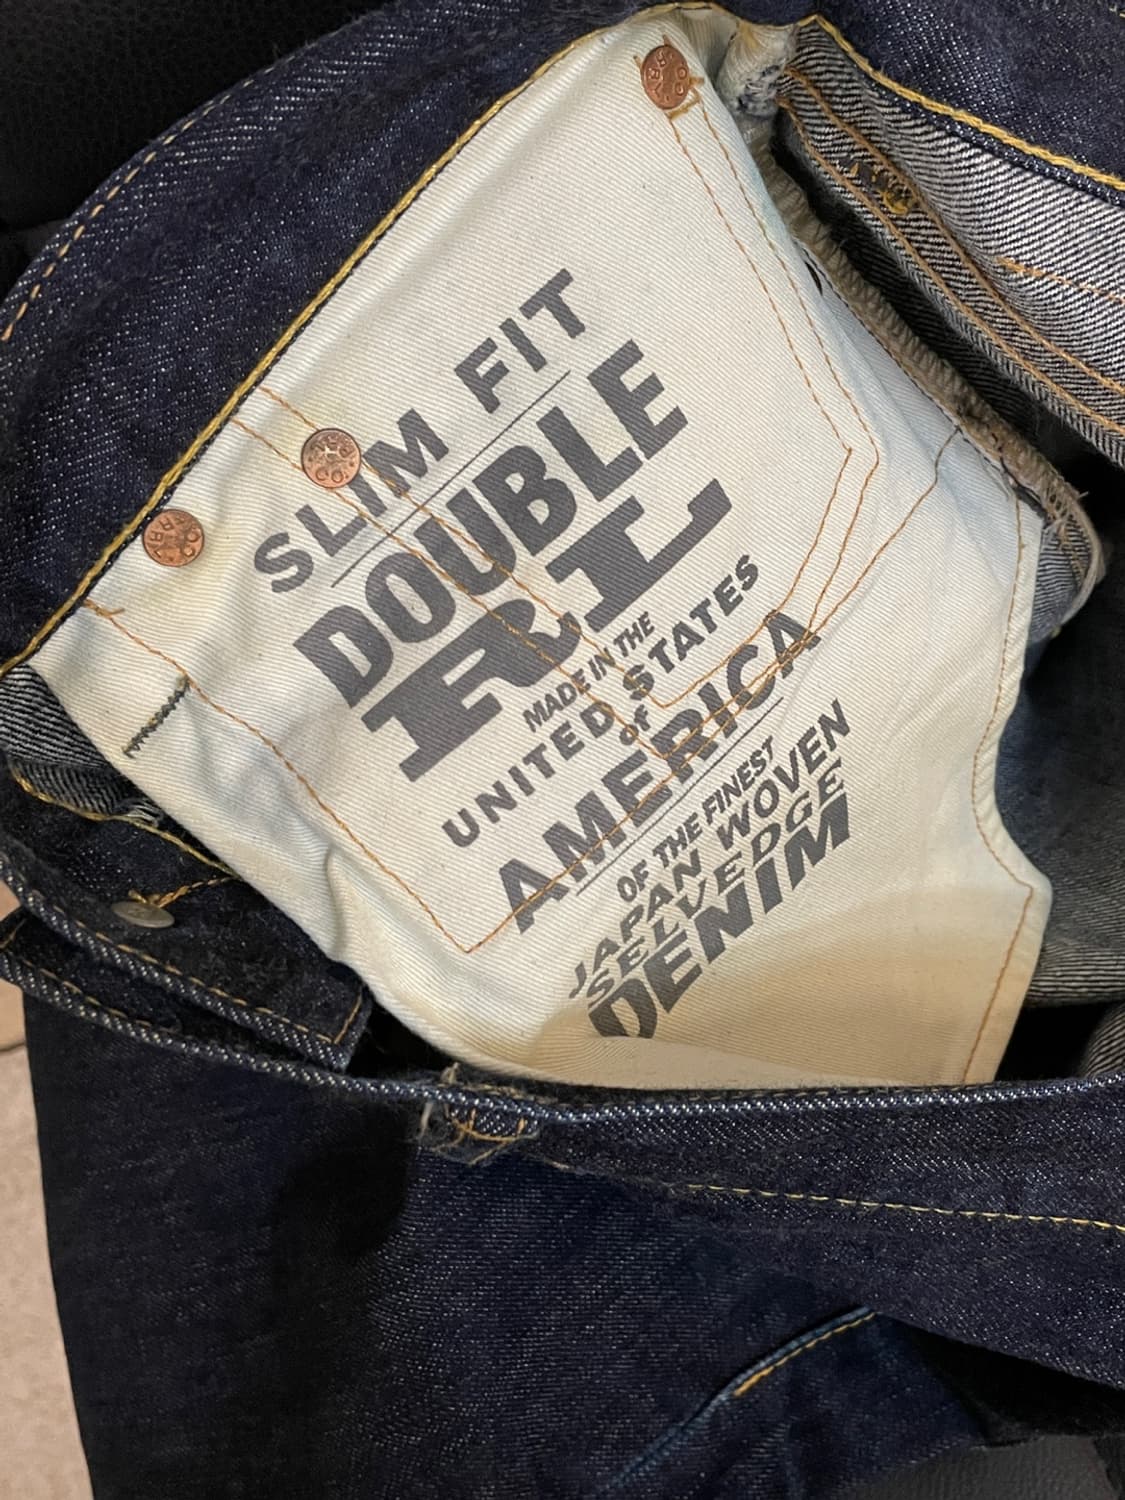 SLIM FIT
DOUBLE
RL
MADE IN THE
UNITED STATES
of
AMERICA
OF THE FINEST
JAPAN WOVEN
SELVEDGE
DENIM